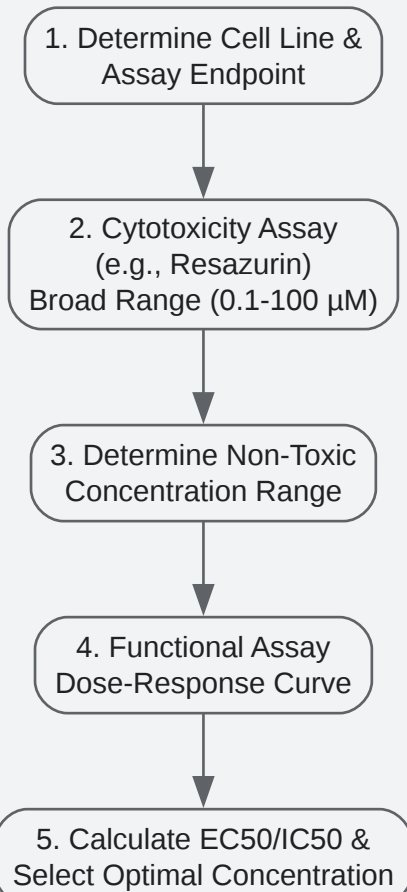 1. Determine Cell Line &
Assay Endpoint
2. Cytotoxicity Assay
(e.g., Resazurin)
Broad Range (0.1-100 µM)
3. Determine Non-Toxic
Concentration Range
4. Functional Assay
Dose-Response Curve
5. Calculate EC50/IC50 &
Select Optimal Concentration